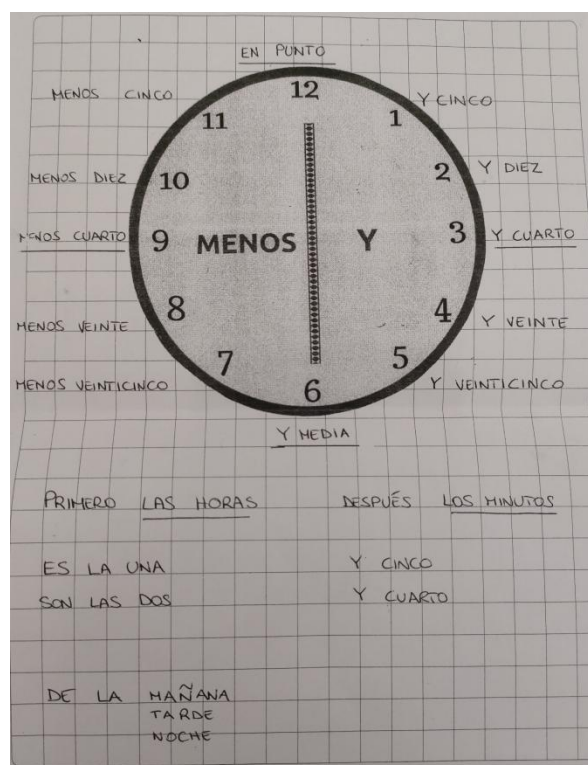 EN PUNTO
MENOS CINCO 12 Y CINCO
11 1
MENOS DIEZ 10 2 Y DIEZ
MENOS CUARTO 9 MENOS Y 3 Y CUARTO
MENOS VEINTE 8 4 Y VEINTE
MENOS VEINTICINCO 7 5 Y VEINTICINCO
6
Y MEDIA
PRIMERO LAS HORAS DESPUÉS LOS MINUTOS
ES LA UNA Y CINCO
SON LAS DOS Y CUARTO
DE LA MAÑANA
TARDE
NOCHE